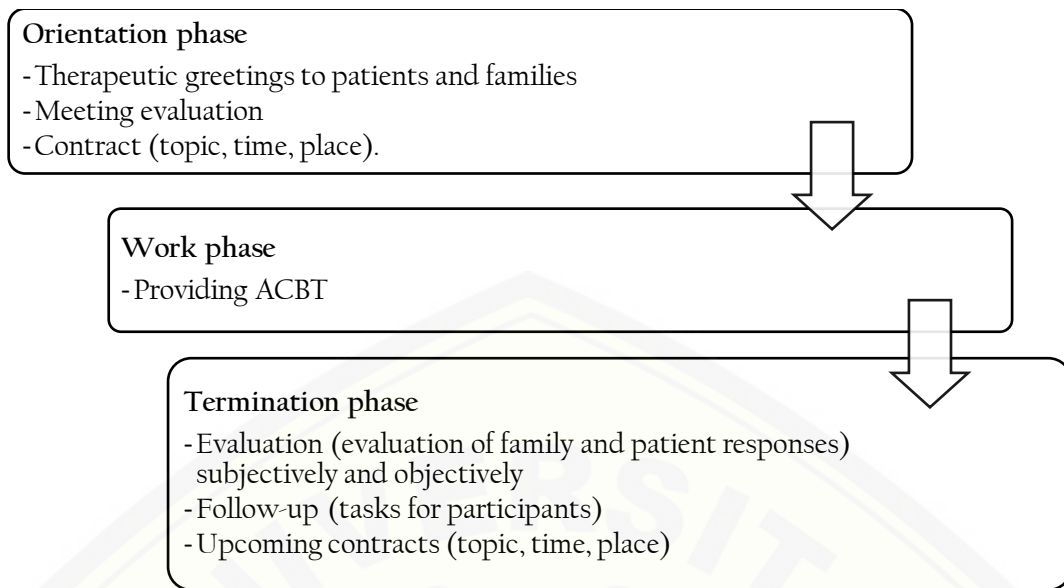 Orientation phase
-Therapeutic greetings to patients and families
-Meeting evaluation
-Contract (topic, time, place).
Work phase
-Providing ACBT
Termination phase
-Evaluation (evaluation of family and patient responses)
subjectively and objectively
-Follow-up (tasks for participants)
-Upcoming contracts (topic, time, place)